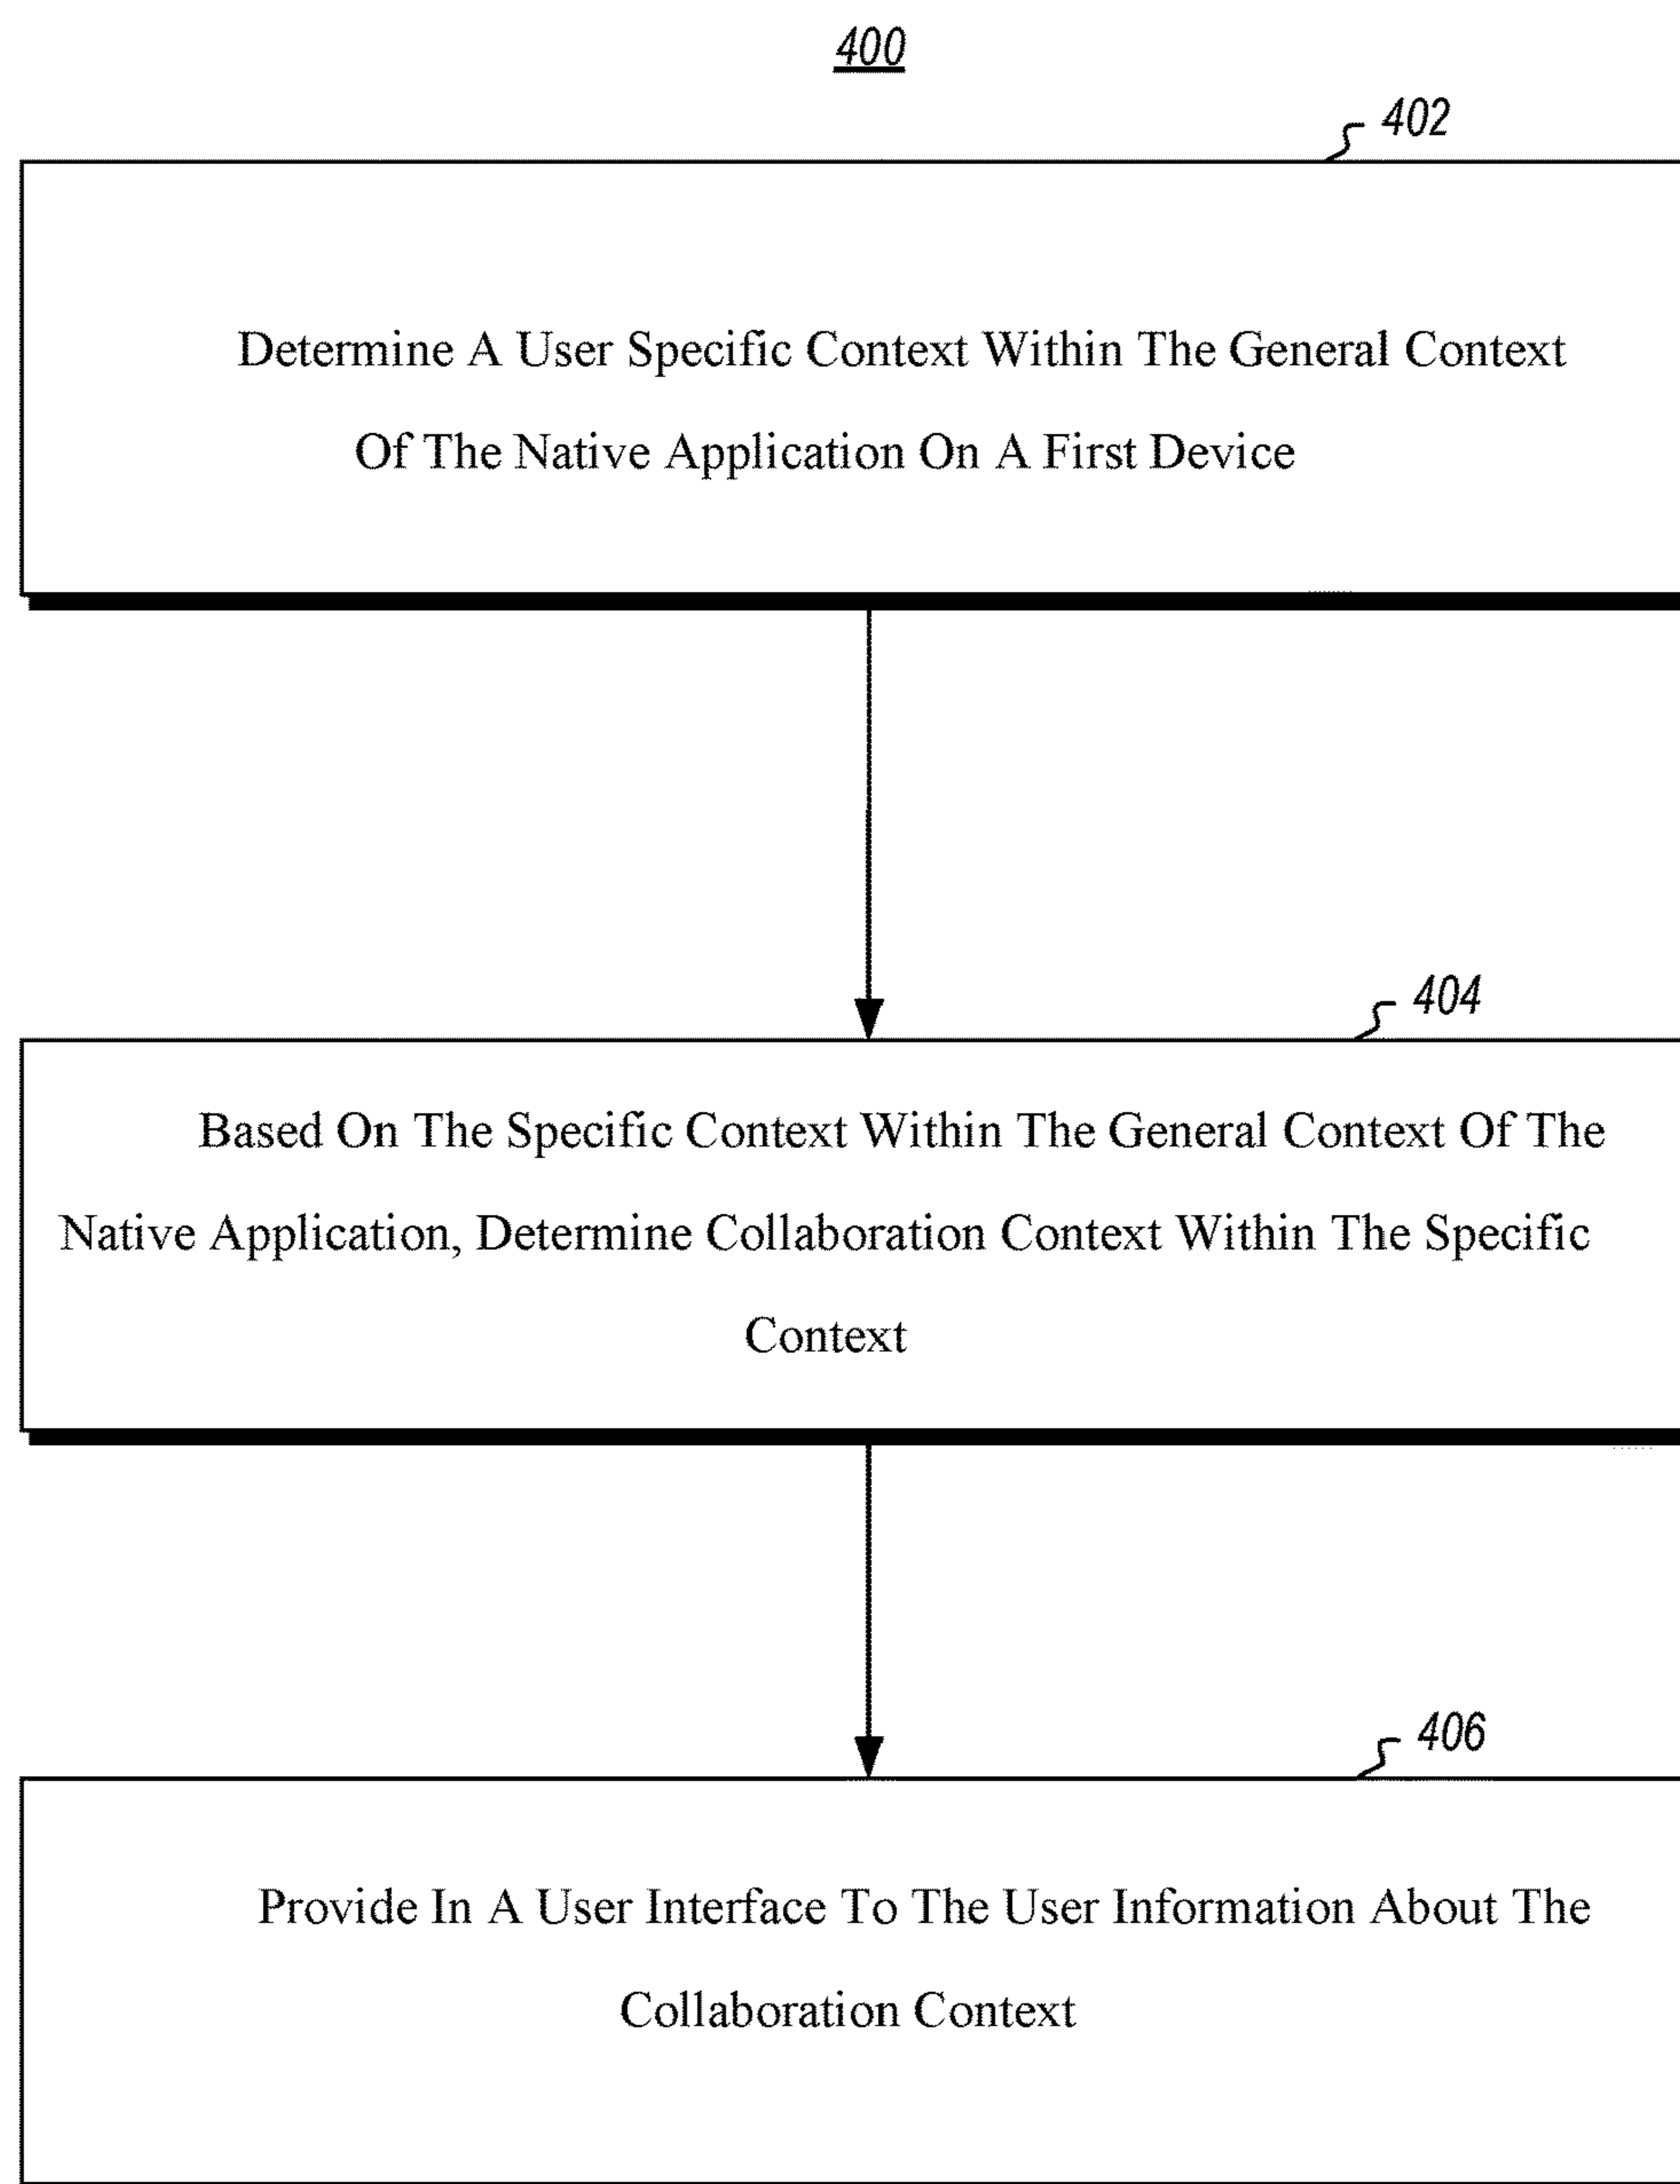 400
402
Determine A User Specific Context Within The General Context
Of The Native Application On A First Device
404
Based On The Specific Context Within The General Context Of The
Native Application, Determine Collaboration Context Within The Specific
Context
406
Provide In A User Interface To The User Information About The
Collaboration Context